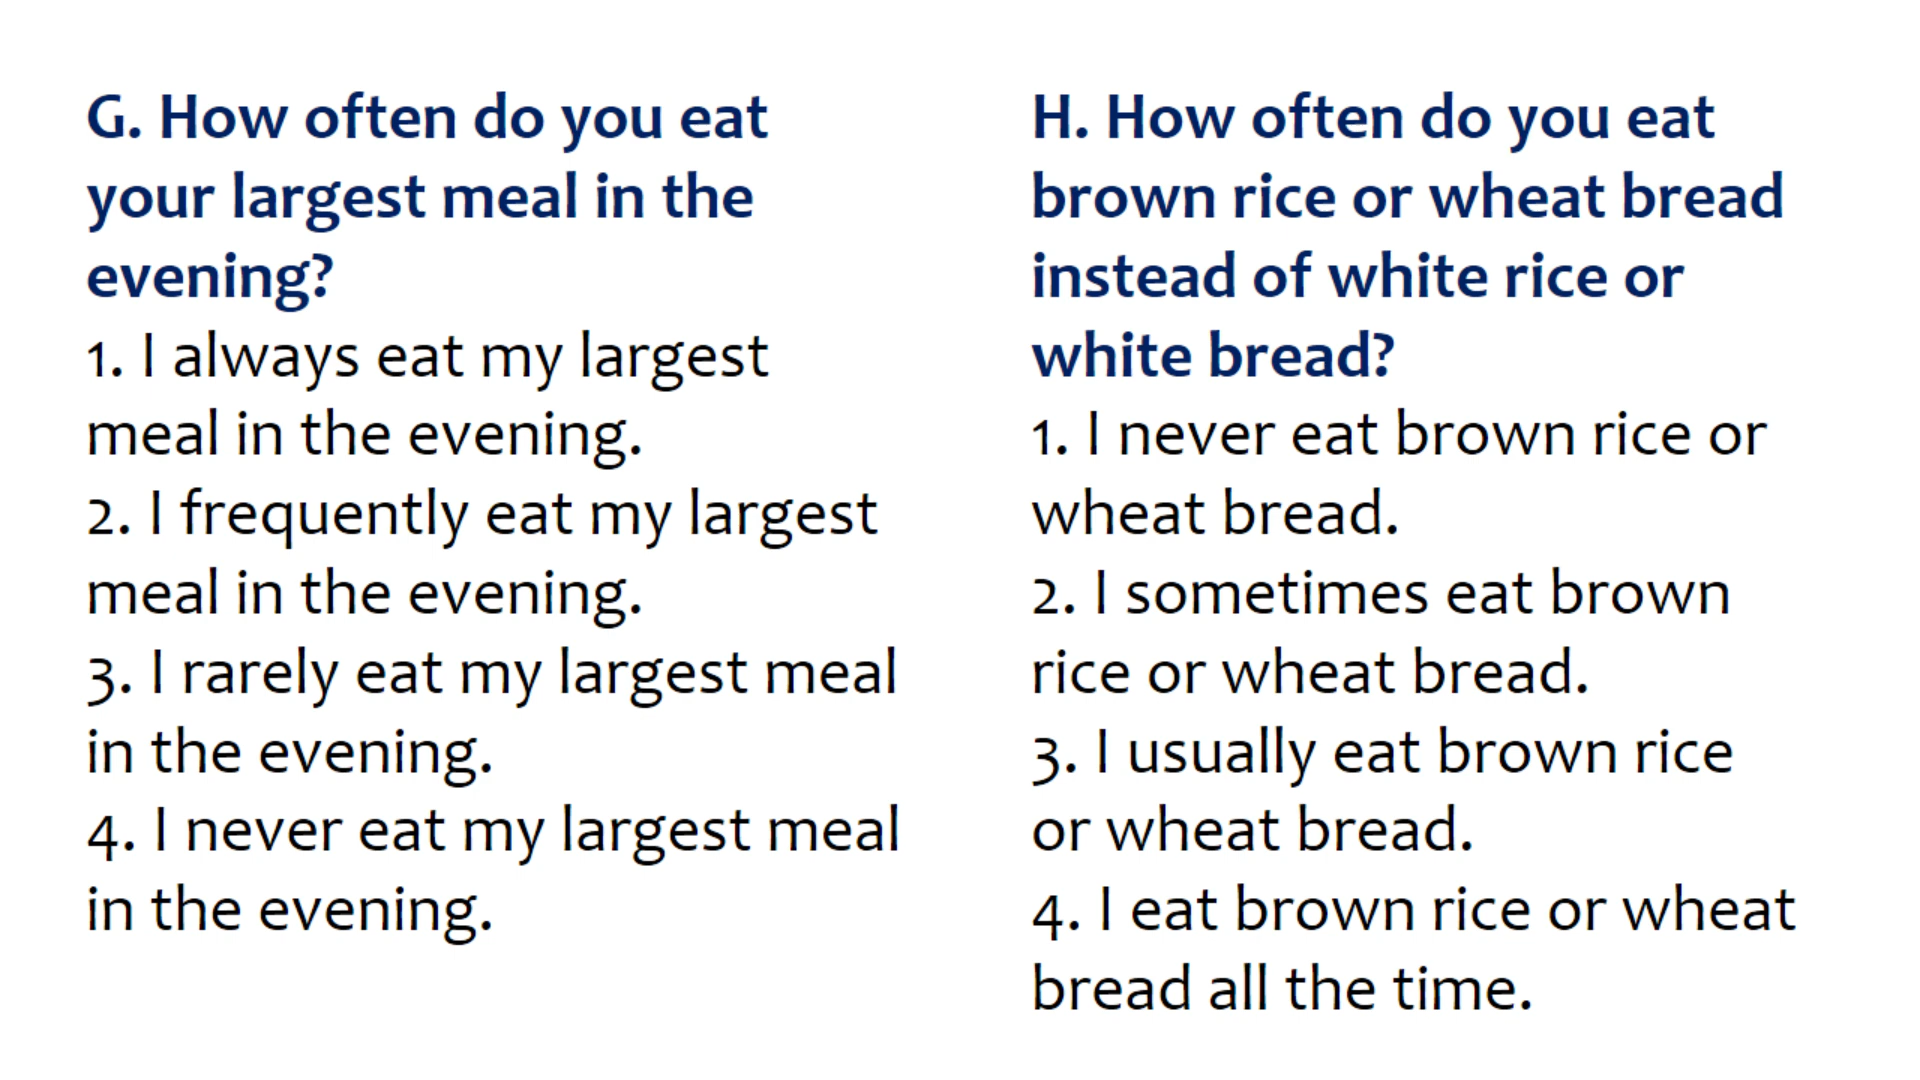 G. How often do you eat
your largest meal in the
evening?
1. I always eat my largest
meal in the evening.
2. I frequently eat my largest
meal in the evening.
3. I rarely eat my largest meal
in the evening.
4. I never eat my largest meal
in the evening.
H. How often do you eat
brown rice or wheat bread
instead of white rice or
white bread?
1. I never eat brown rice or
wheat bread.
2. I sometimes eat brown
rice or wheat bread.
3. I usually eat brown rice
or wheat bread.
4. I eat brown rice or wheat
bread all the time.